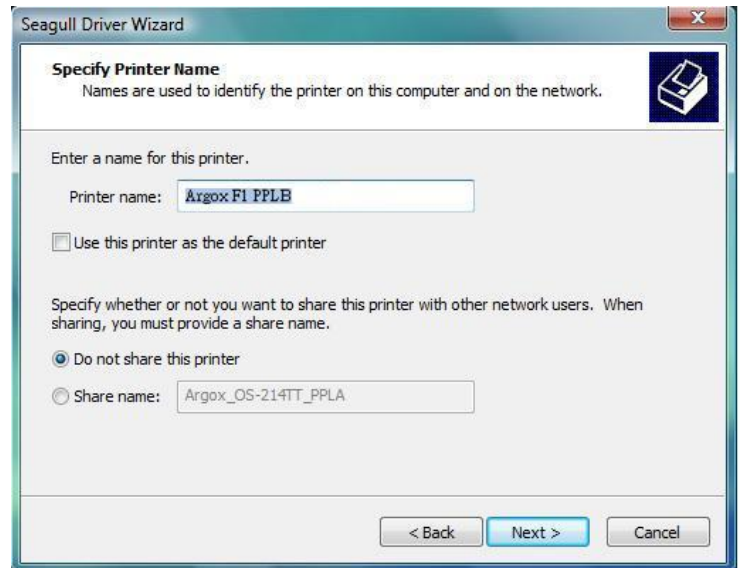 Seagull Driver Wizard
X
Specify Printer Name
Names are used to identify the printer on this computer and on the network.
Enter a name for this printer.
Printer name: Argox F1 PPLB
Use this printer as the default printer
Specify whether or not you want to share this printer with other network users. When
sharing, you must provide a share name.
Do not share this printer
Share name: Argox_OS-214TT_PPLA
< Back Next > Cancel